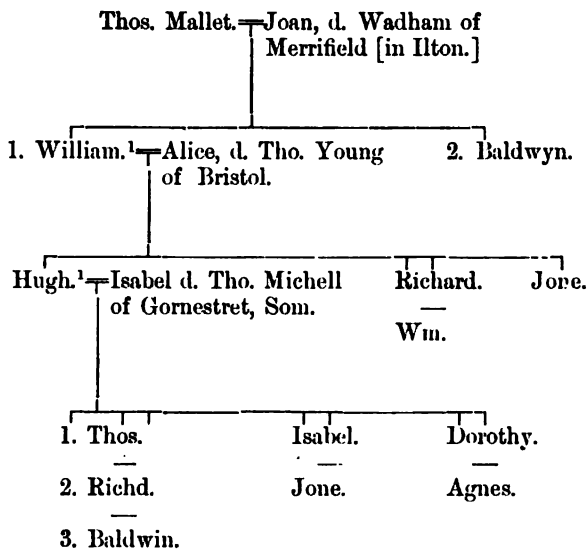 Thos. Mallet. Joan, d. Wadham of
Merrifield [in Ilton.]
1. William.¹ Alice, d. Tho. Young 2. Baldwyn.
of Bristol.
Hugh.¹ Isabel d. Tho. Michell Richard. Jone.
of Gornestret, Som. Wm.
1. Thos. Isabel. Dorothy.
2. Richd. Jone. Agnes.
3. Baldwin.